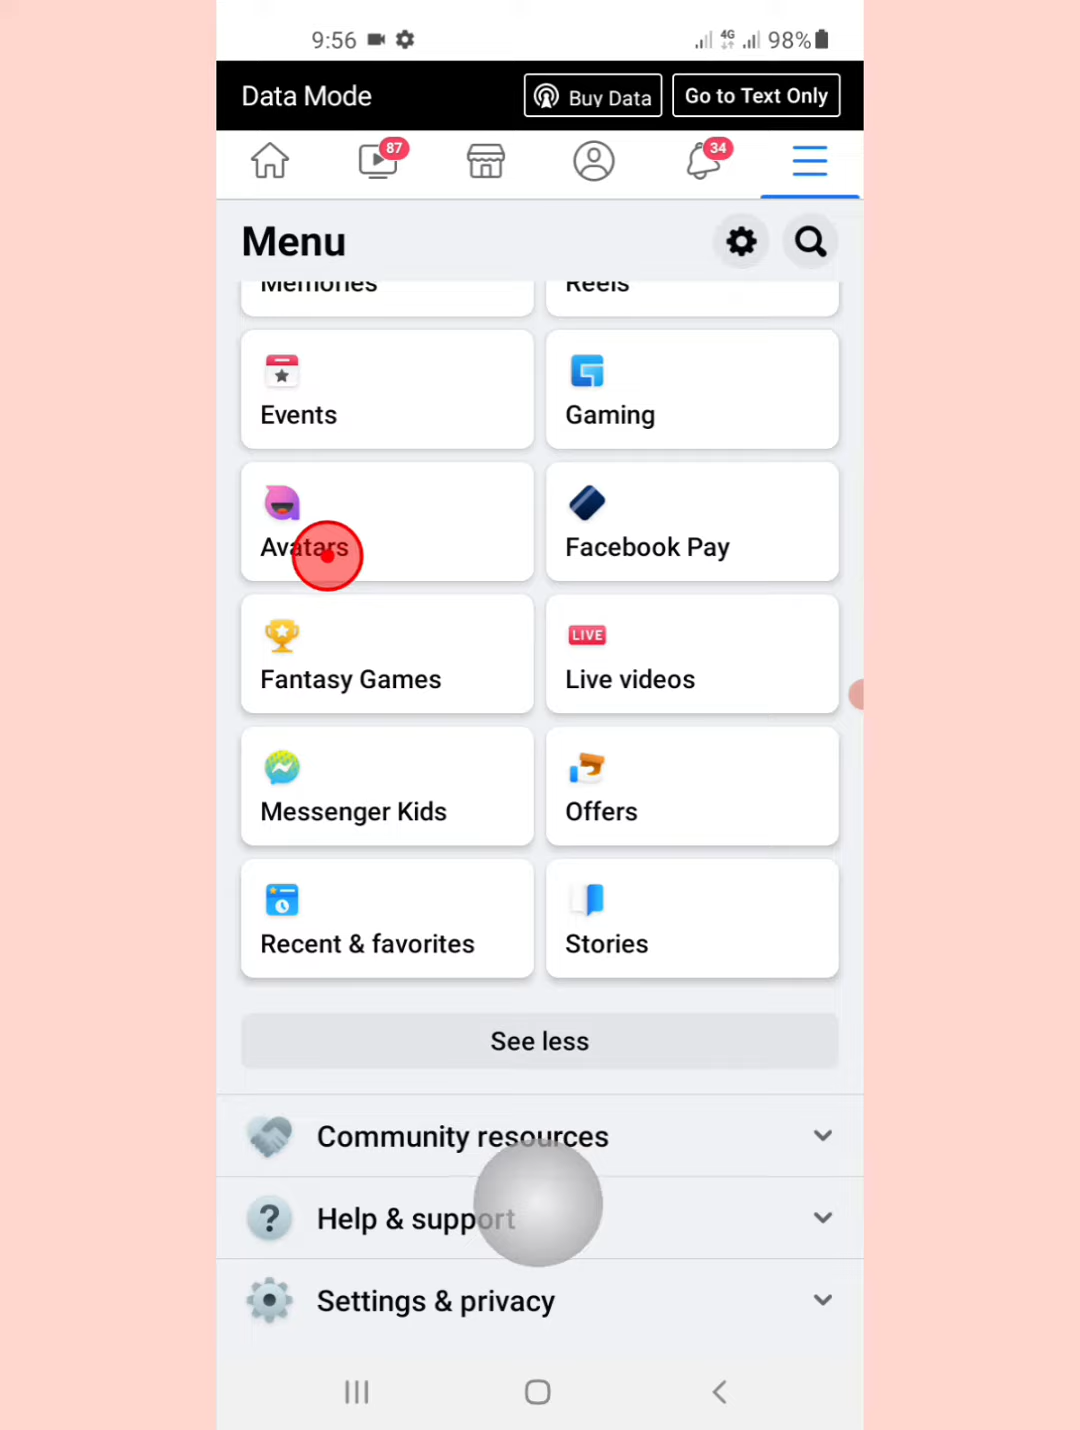 9:56 4G 98%
Data Mode Buy Data Go to Text Only
87 34
Menu
Memories Reels
Events Gaming
Avatars Facebook Pay
LIVE
Fantasy Games Live videos
Messenger Kids Offers
Recent & favorites Stories
See less
Community resources
? Help & support
Settings & privacy